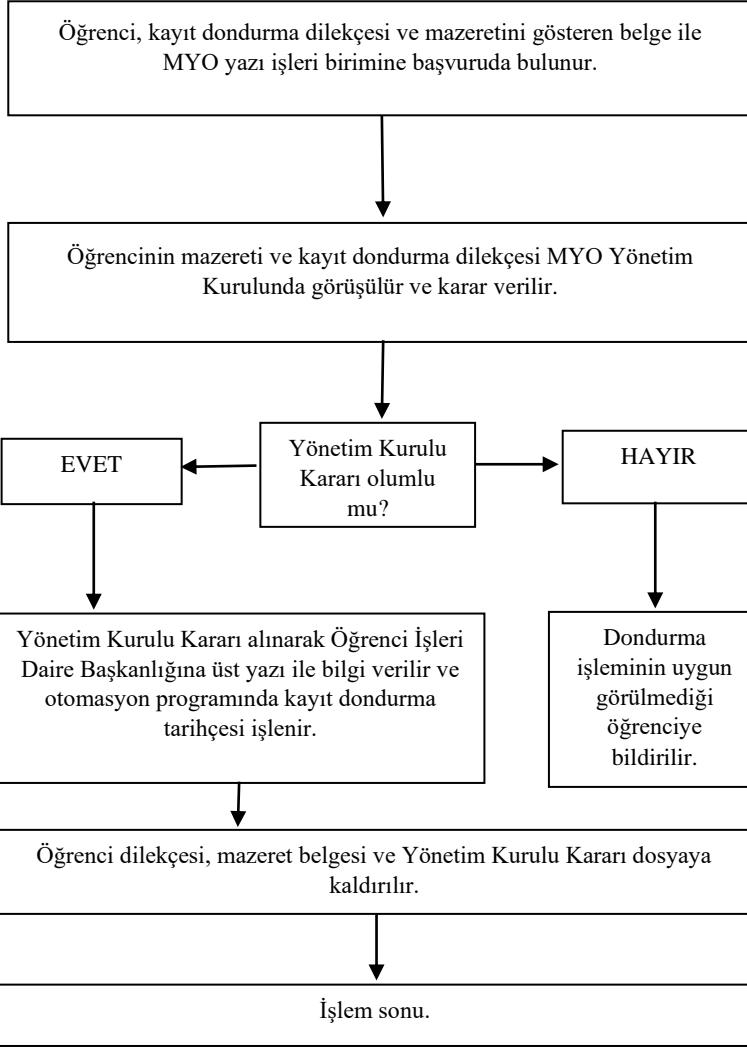 Öğrenci, kayıt dondurma dilekçesi ve mazeretini gösteren belge ile
MYO yazı işleri birimine başvuruda bulunur.
Öğrencinin mazereti ve kayıt dondurma dilekçesi MYO Yönetim
Kurulunda görüşülür ve karar verilir.
EVET
Yönetim Kurulu
Kararı olumlu
mu?
HAYIR
Yönetim Kurulu Kararı alınarak Öğrenci İşleri
Daire Başkanlığına üst yazı ile bilgi verilir ve
otomasyon programında kayıt dondurma
tarihçesi işlenir.
Dondurma
işleminin uygun
görülmediği
öğrenciye
bildirilir.
Öğrenci dilekçesi, mazeret belgesi ve Yönetim Kurulu Kararı dosyaya
kaldırılır.
İşlem sonu.